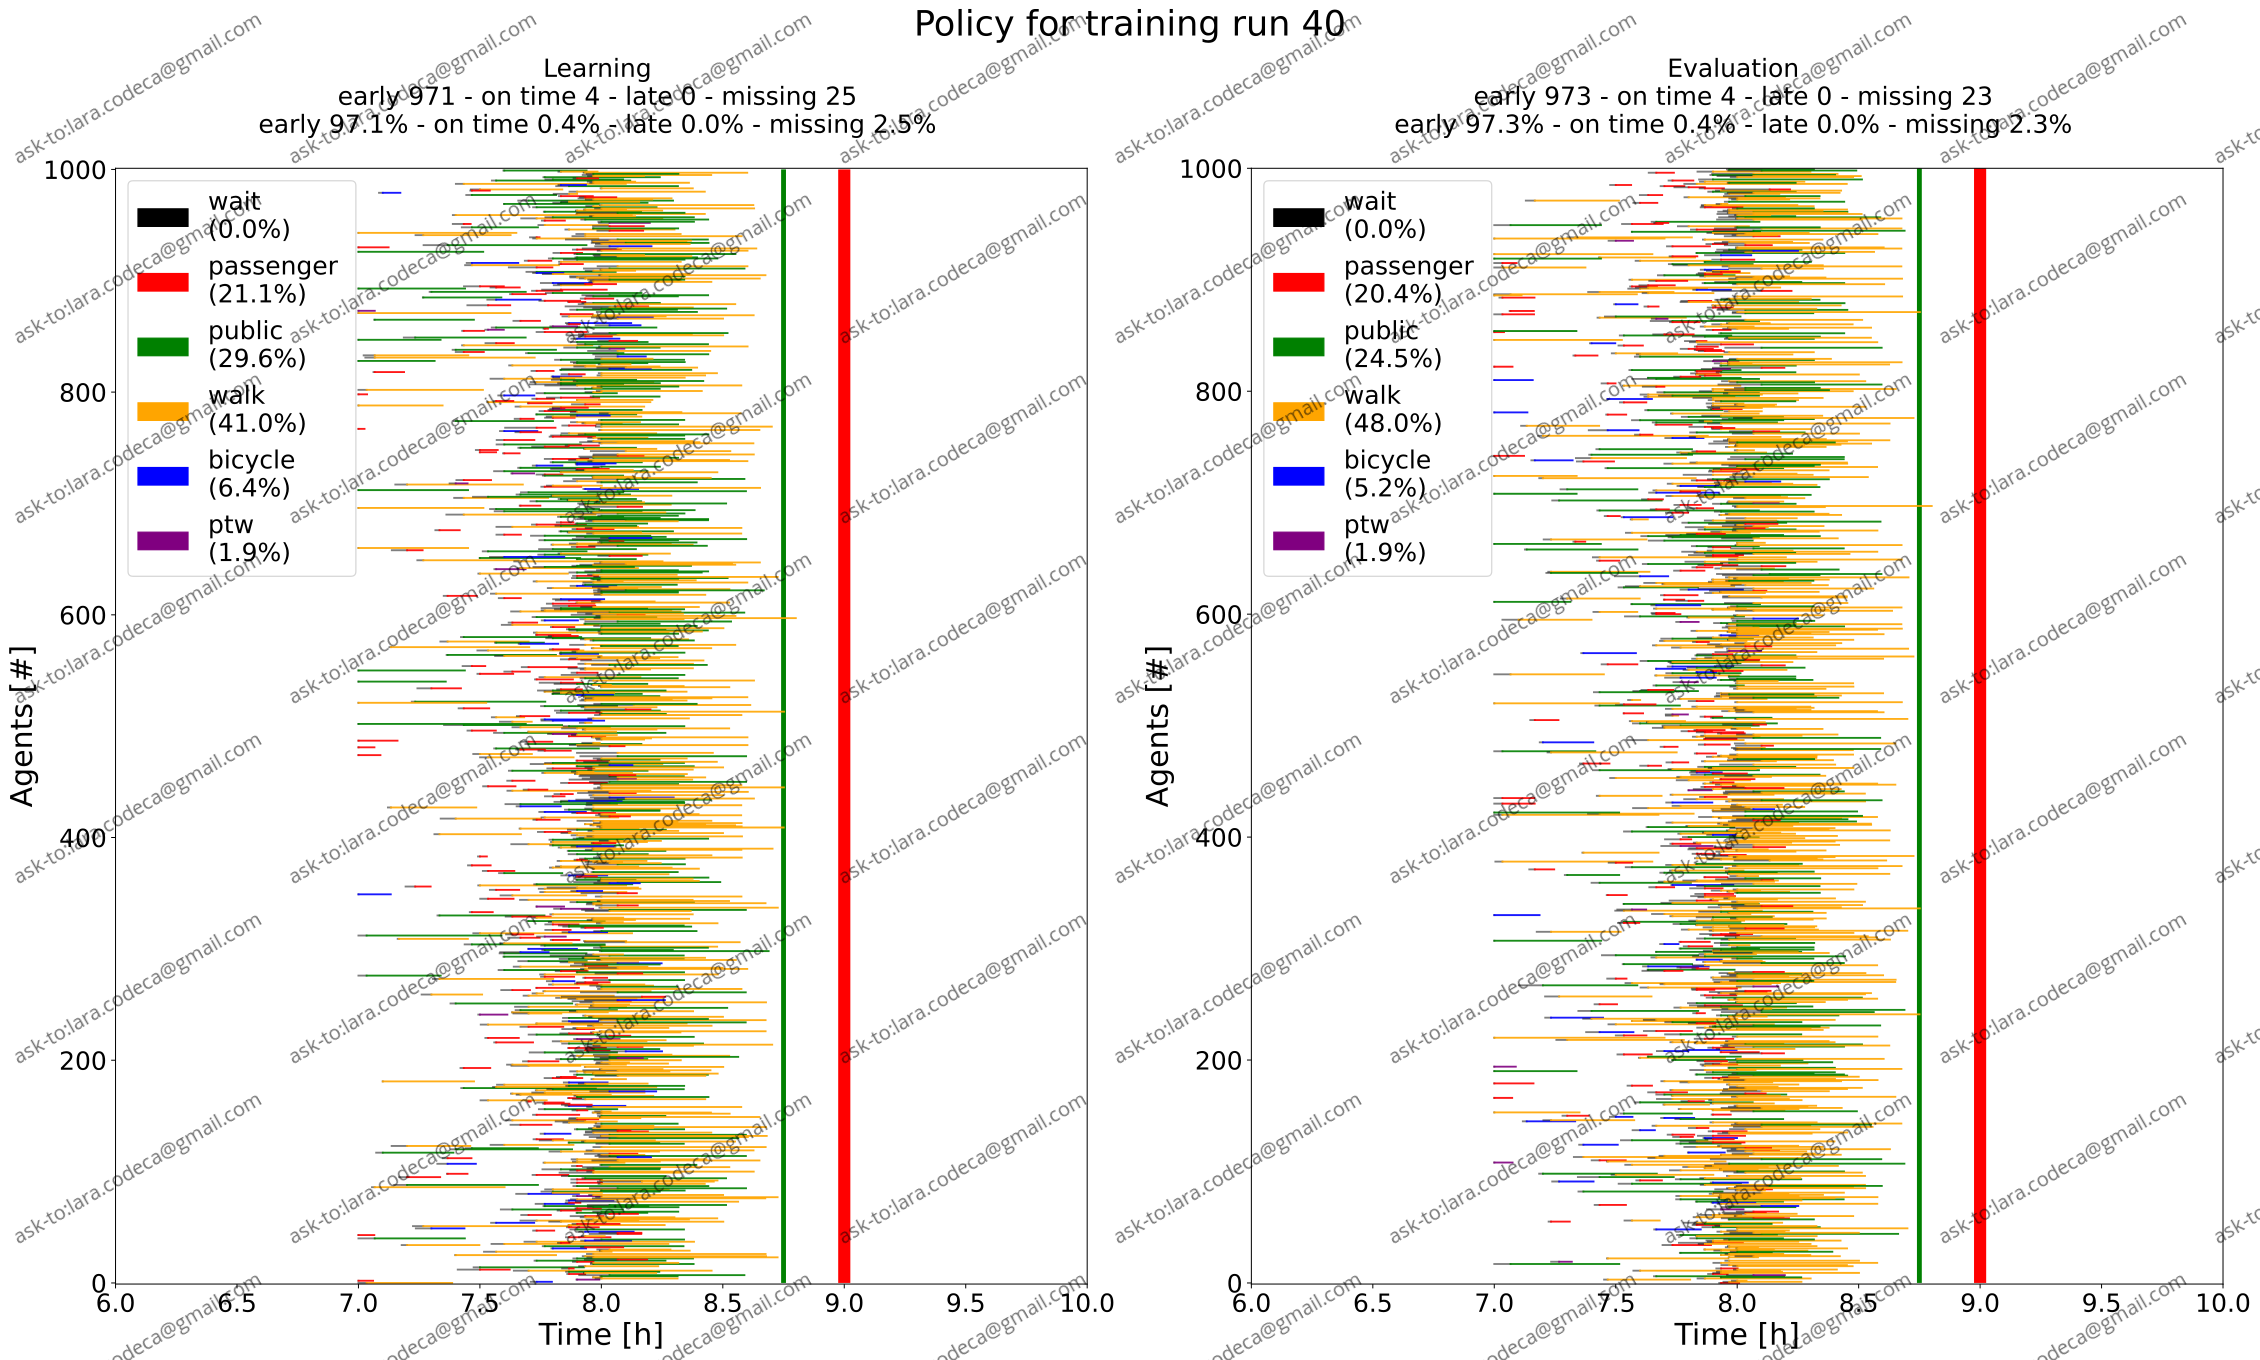 Policy for training run 40
Learning
early 971 - on time 4 - late 0 - missing 25
early 97.1% - on time 0.4% - late 0.0% - missing 2.5%
Agents [#]
1000
800
600
400
200
0
wait
(0.0%)
passenger
(21.1%)
public
(29.6%)
walk
(41.0%)
bicycle
(6.4%)
ptw
(1.9%)
6.0 6.5 7.0 7.5 8.0 8.5 9.0 9.5 10.0
Time [h]
Evaluation
early 973 - on time 4 - late 0 - missing 23
early 97.3% - on time 0.4% - late 0.0% - missing 2.3%
Agents [#]
1000
800
600
400
200
0
wait
(0.0%)
passenger
(20.4%)
public
(24.5%)
walk
(48.0%)
bicycle
(5.2%)
ptw
(1.9%)
6.0 6.5 7.0 7.5 8.0 8.5 9.0 9.5 10.0
Time [h]
ask-to:lara.codeca@gmail.com